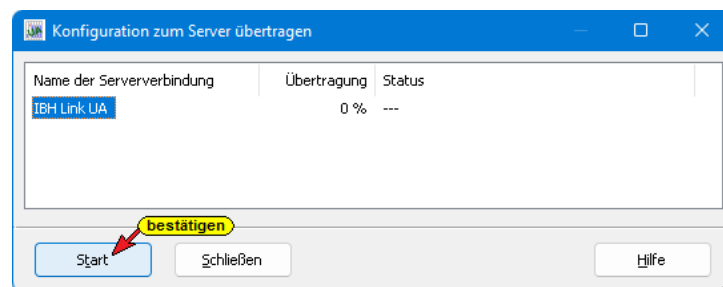 Konfiguration zum Server übertragen
Name der Serververbindung Übertragung Status
IBH Link UA 0 % ---
bestätigen
Start Schließen Hilfe